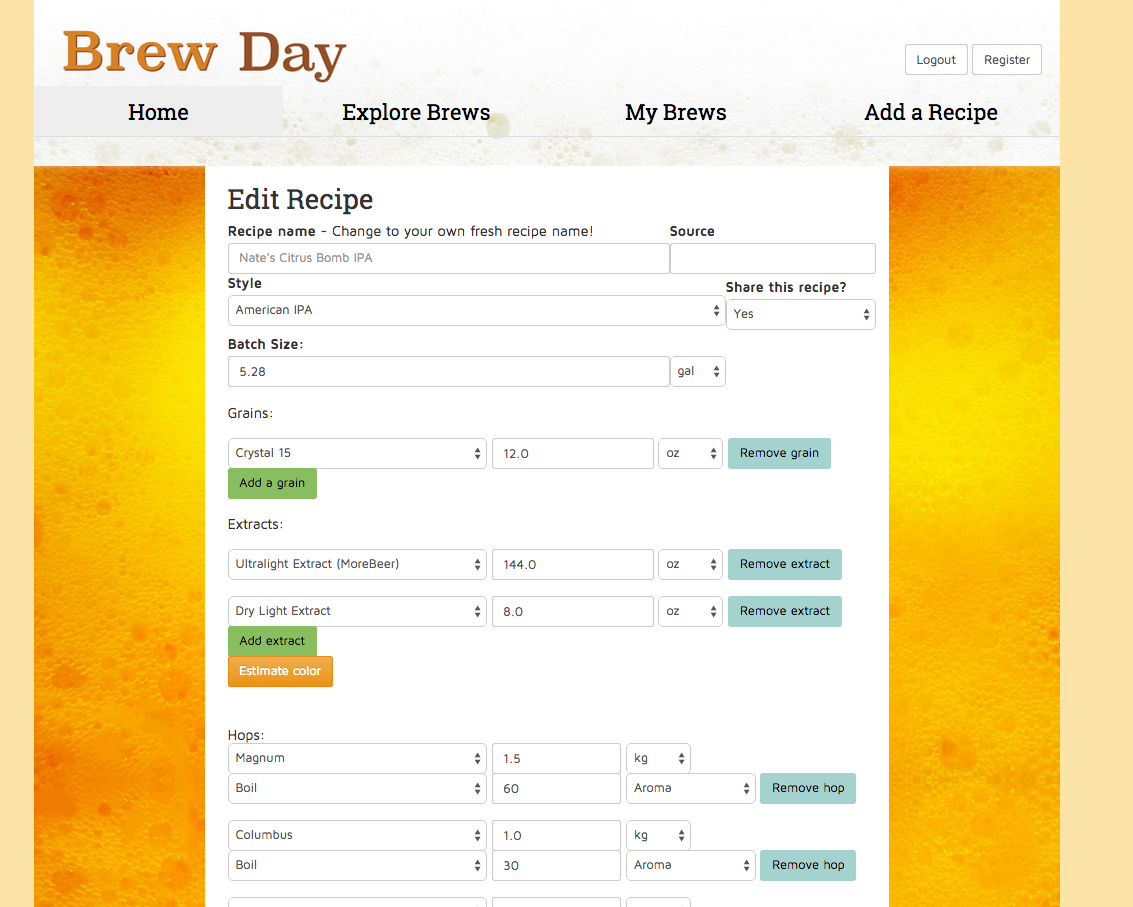 Brew Day
Logout Register
Home Explore Brews My Brews Add a Recipe
Edit Recipe
Recipe name - Change to your own fresh recipe name! Source
Nate's Citrus Bomb IPA
Style Share this recipe?
American IPA Yes
Batch Size:
5.28 gal
Grains:
Crystal 15 12.0 oz Remove grain
Add a grain
Extracts:
Ultralight Extract (MoreBeer) 144.0 oz Remove extract
Dry Light Extract 8.0 oz Remove extract
Add extract
Estimate color
Hops:
Magnum 1.5 kg
Boil 60 Aroma Remove hop
Columbus 1.0 kg
Boil 30 Aroma Remove hop